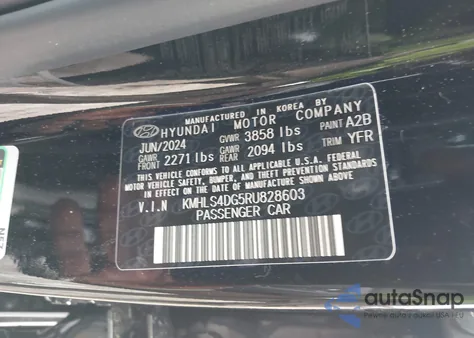 MANUFACTURED IN KOREA BY
HYUNDAI MOTOR COMPANY
JUN/2024 GVWR 3858 lbs PAINT A2B
GAWR FRONT 2271 lbs GAWR REAR 2094 lbs TRIM YFR
CONFORMS TO ALL APPLICABLE U.S.A. FEDERAL
MOTOR VEHICLE SAFETY, BUMPER, AND THEFT PREVENTION
STANDARDS IN EFFECT ON THE DATE OF
MANUFACTURE SHOWN ABOVE.
V.I.N KMHLS4DG5RU828603
PASSENGER CAR
autoSnap